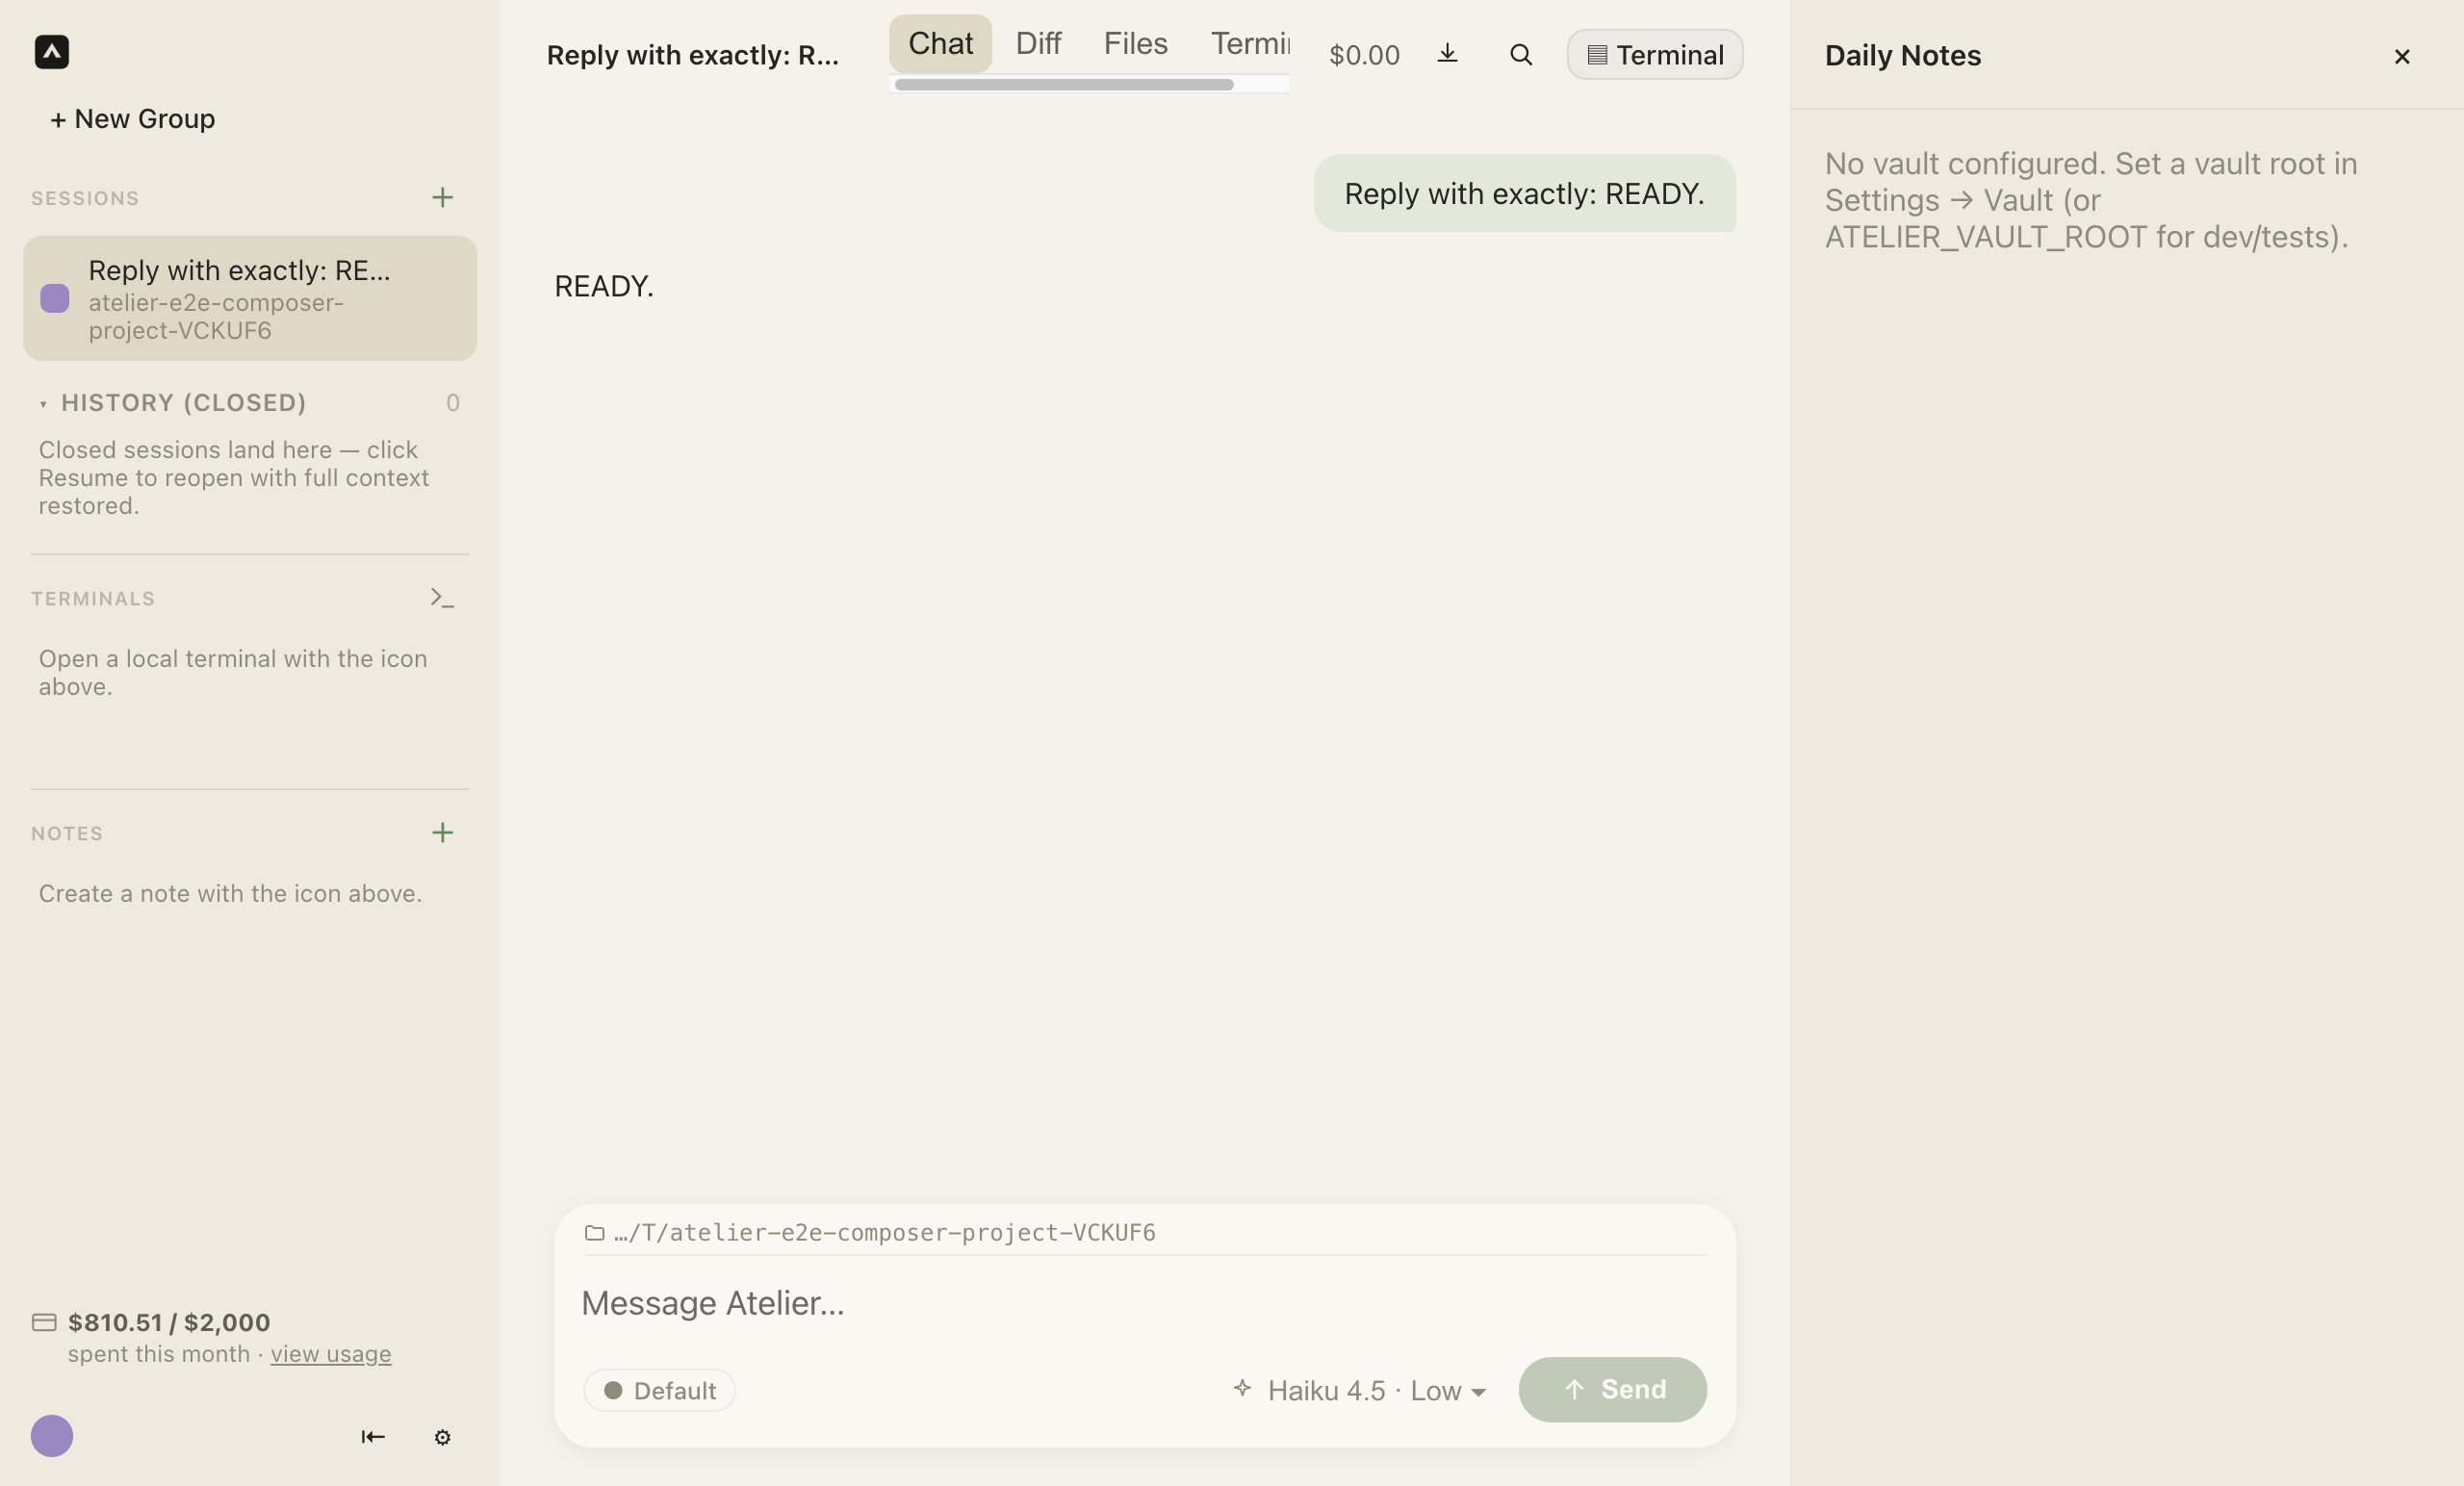 + New Group
SESSIONS
Reply with exactly: RE...
atelier-e2e-composer-
project-VCKUF6
HISTORY (CLOSED) 0
Closed sessions land here — click
Resume to reopen with full context
restored.
TERMINALS
Open a local terminal with the icon
above.
NOTES
Create a note with the icon above.
$810.51 / $2,000
spent this month · view usage
Reply with exactly: R...
Chat Diff Files Termi
$0.00 Terminal
Reply with exactly: READY.
READY.
…/T/atelier-e2e-composer-project-VCKUF6
Message Atelier...
Default Haiku 4.5 · Low Send
Daily Notes
No vault configured. Set a vault root in
Settings → Vault (or
ATELIER_VAULT_ROOT for dev/tests).